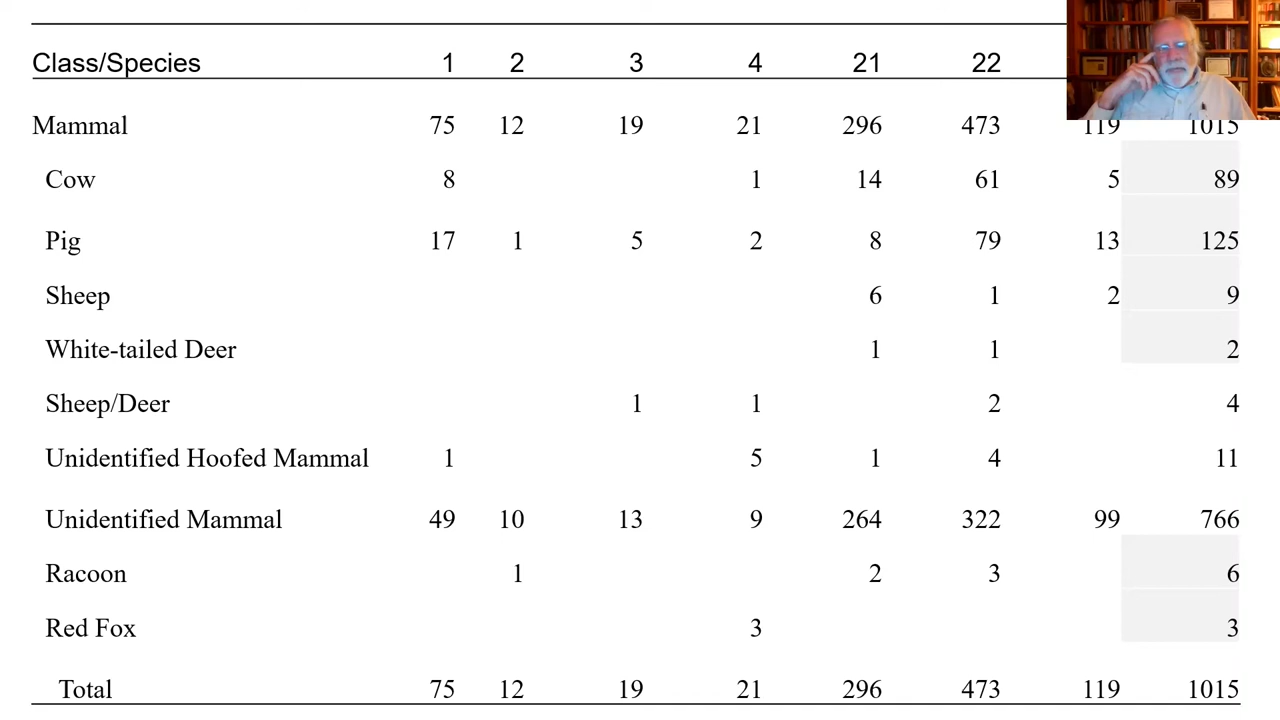 Class/Species 1 2 3 4 21 22
Mammal 75 12 19 21 296 473 119 1015
Cow 8 1 14 61 5 89
Pig 17 1 5 2 8 79 13 125
Sheep 6 1 2 9
White-tailed Deer 1 1 2
Sheep/Deer 1 1 2 4
Unidentified Hoofed Mammal 1 5 1 4 11
Unidentified Mammal 49 10 13 9 264 322 99 766
Racoon 1 2 3 6
Red Fox 3 3
Total 75 12 19 21 296 473 119 1015